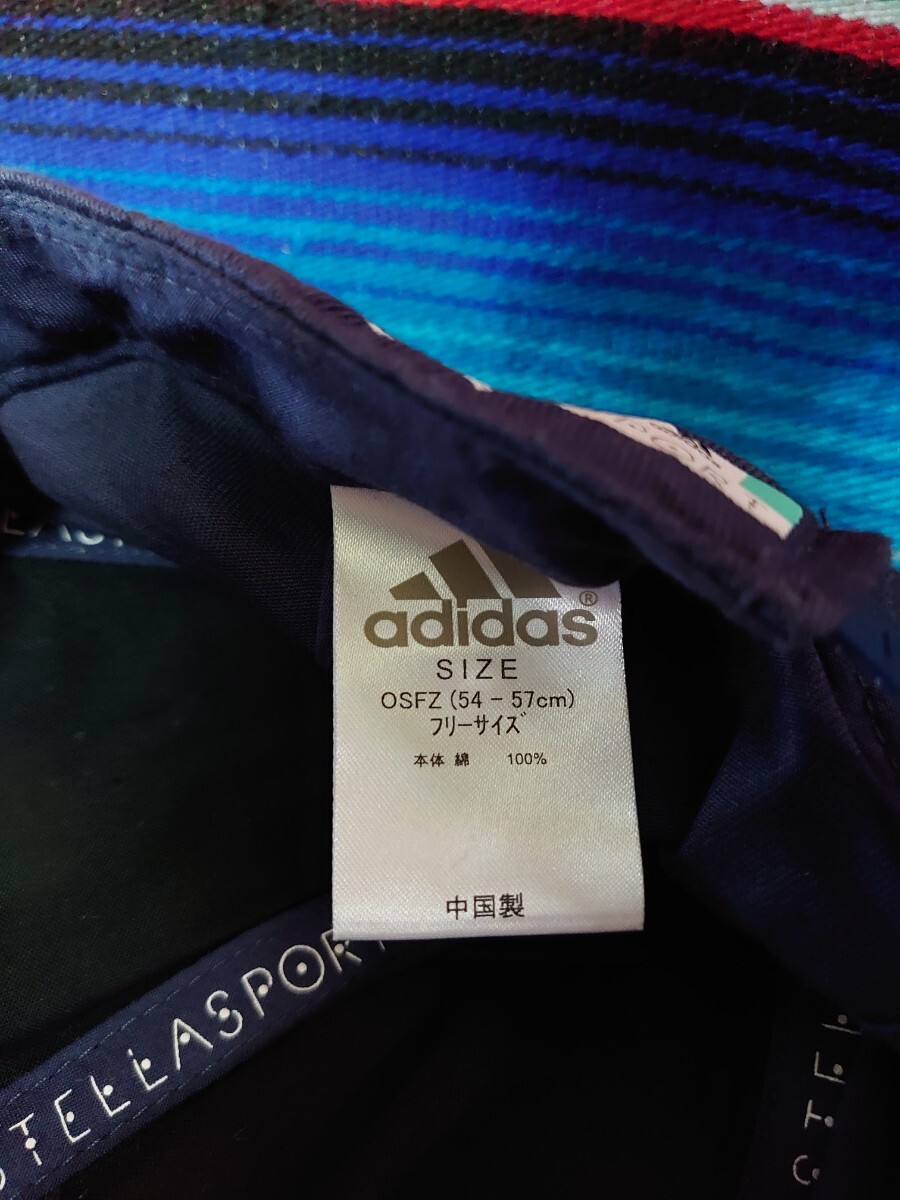 adidas®
SIZE
OSFZ (54 - 57cm)
フリーサイズ
本体 綿 100%
中国製
STELLASPORT
STEL